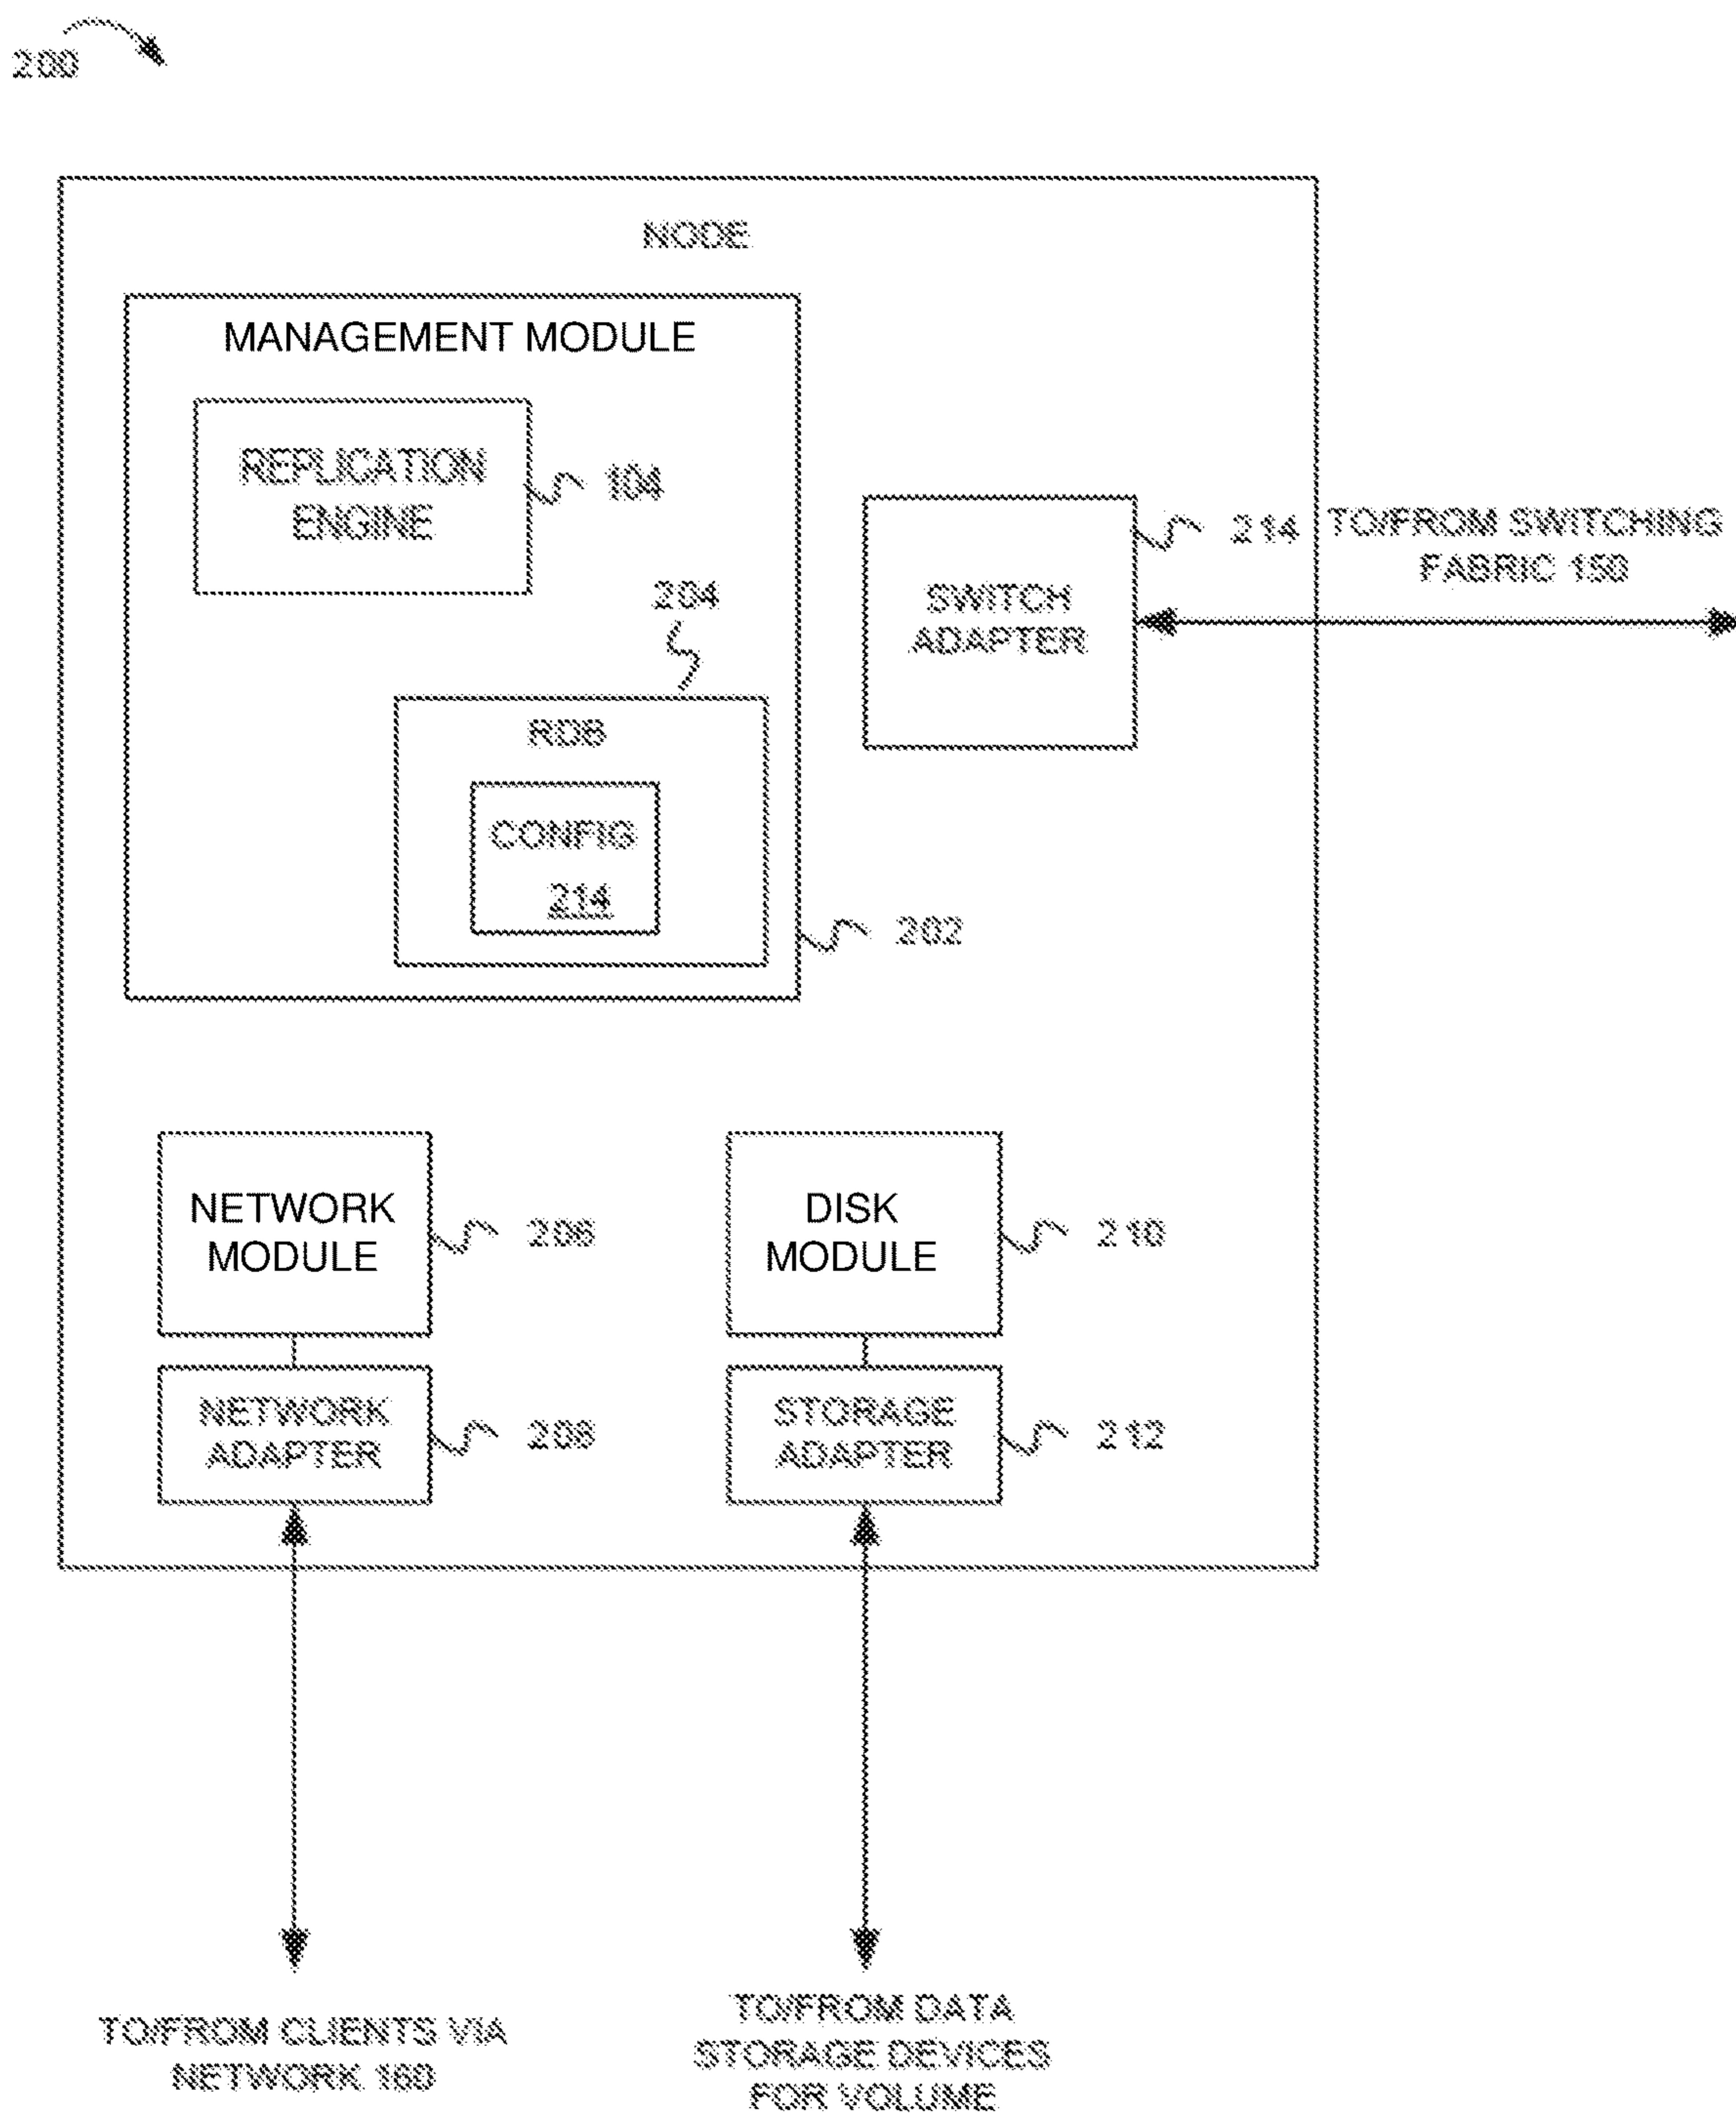 200
NODE
MANAGEMENT MODULE
REPLICATION
ENGINE
104
204
RDB
CONFIG
214
202
SWITCH
ADAPTER
214
TO/FROM SWITCHING
FABRIC 150
NETWORK
MODULE
206
DISK
MODULE
210
NETWORK
ADAPTER
208
STORAGE
ADAPTER
212
TO/FROM CLIENTS VIA
NETWORK 160
TO/FROM DATA
STORAGE DEVICES
FOR VOLUME